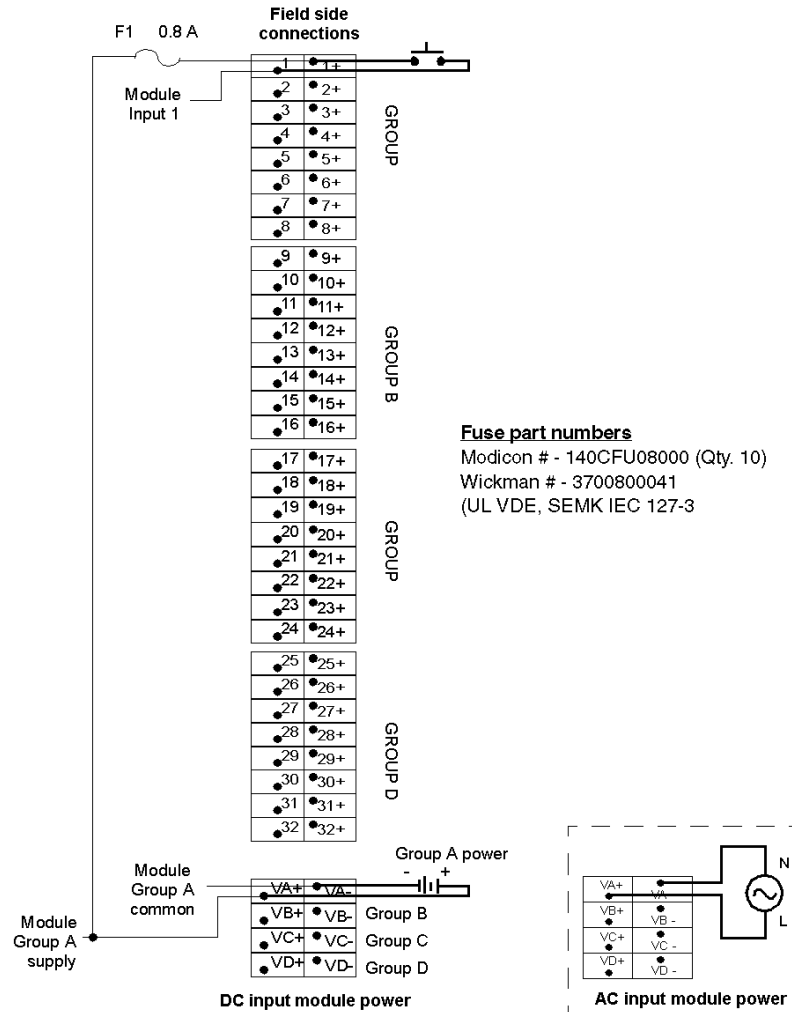 F1 0.8 A
Field side
connections
1 1+
Module
Input 1
2 2+
3 3+
4 4+
5 5+
6 6+
7 7+
8 8+
GROUP
9 9+
10 10+
11 11+
12 12+
13 13+
14 14+
15 15+
16 16+
GROUP B
Fuse part numbers
Modicon # - 140CFU08000 (Qty. 10)
Wickman # - 3700800041
(UL VDE, SEMK IEC 127-3
17 17+
18 18+
19 19+
20 20+
21 21+
22 22+
23 23+
24 24+
GROUP
25 25+
26 26+
27 27+
28 28+
29 29+
30 30+
31 31+
32 32+
GROUP D
Group A power
- +
Module
Group A
common
Module
Group A
supply
VA+ VA-
VB+ VB- Group B
VC+ VC- Group C
VD+ VD- Group D
DC input module power
N
L
VA+ VA
VB+ VB -
VC+ VC -
VD+ VD -
AC input module power